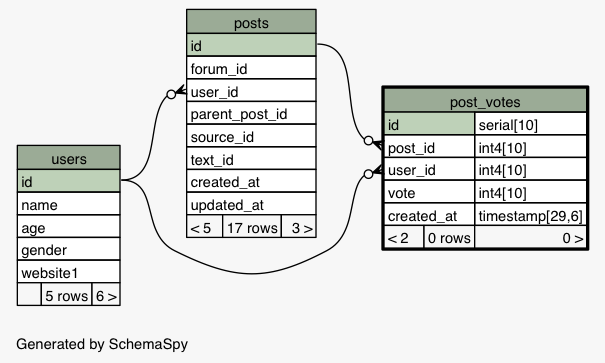 posts
id
forum_id
user_id
parent_post_id
source_id
text_id
created_at
updated_at
< 5 17 rows 3 >
post_votes
id serial[10]
post_id int4[10]
user_id int4[10]
vote int4[10]
created_at timestamp[29,6]
< 2 0 rows 0 >
users
id
name
age
gender
website1
5 rows 6 >
Generated by SchemaSpy